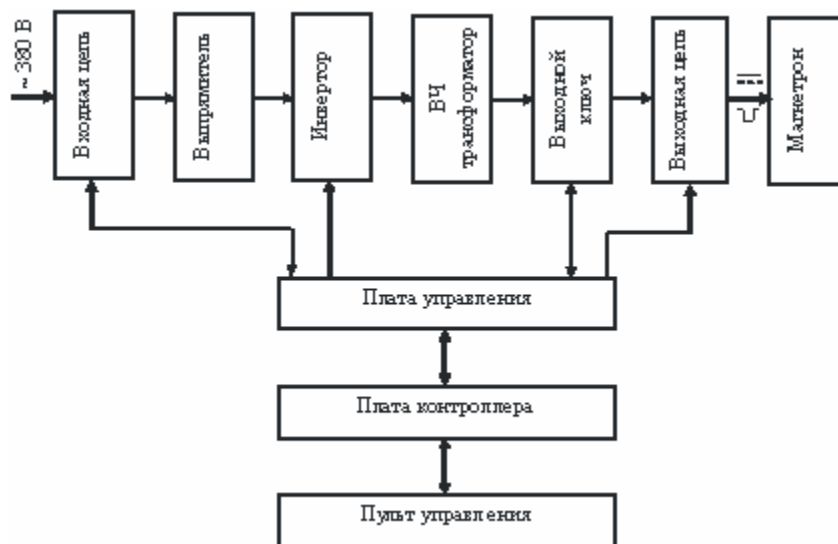 ~ 380 В
Входная цепь
Выпрямитель
Инвертор
ВЧ
трансформатор
Выходной
ключ
Выходная цепь
Магнетрон
Плата управления
Плата контроллера
Пульт управления